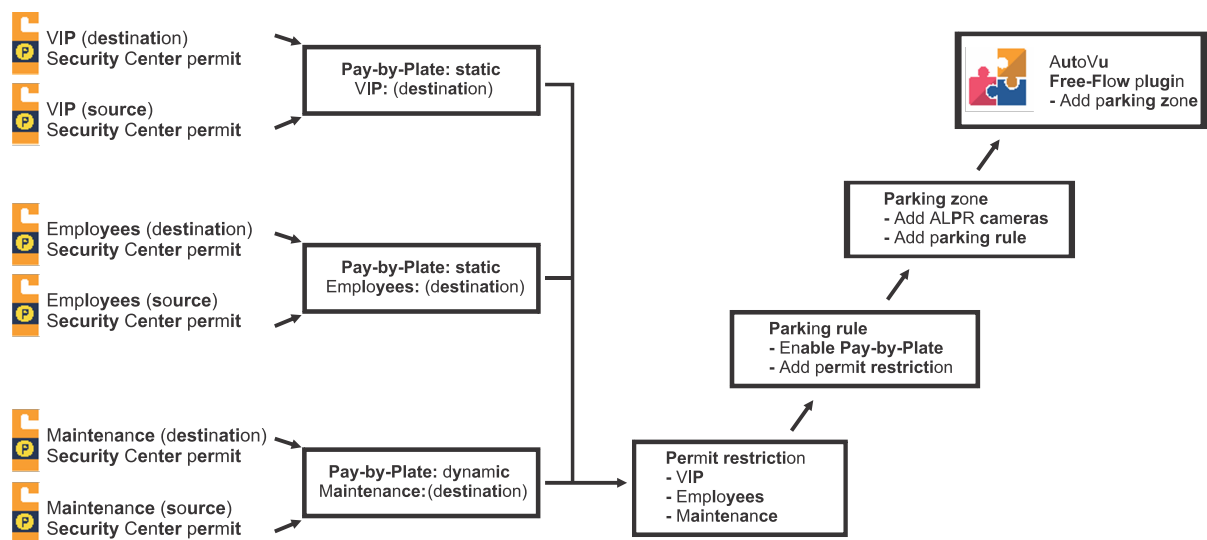 VIP (destination)
Security Center permit
VIP (source)
Security Center permit
Pay-by-Plate: static
VIP: (destination)
Employees (destination)
Security Center permit
Employees (source)
Security Center permit
Pay-by-Plate: static
Employees: (destination)
Maintenance (destination)
Security Center permit
Maintenance (source)
Security Center permit
Pay-by-Plate: dynamic
Maintenance:(destination)
Permit restriction
- VIP
- Employees
- Maintenance
Parking rule
- Enable Pay-by-Plate
- Add permit restriction
Parking zone
- Add ALPR cameras
- Add parking rule
AutoVu
Free-Flow plugin
- Add parking zone
P
P
P
P
P
P